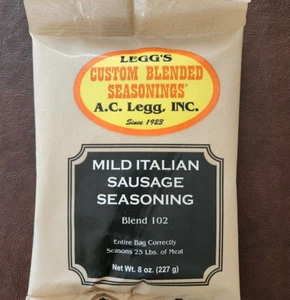 LEGG'S
CUSTOM BLENDED
SEASONINGS®
A.C. Legg, INC.
Since 1923
MILD ITALIAN
SAUSAGE
SEASONING
Blend 102
Entire Bag Correctly
Seasons 25 Lbs. of Meat
Net Wt. 8 oz. (227 g)